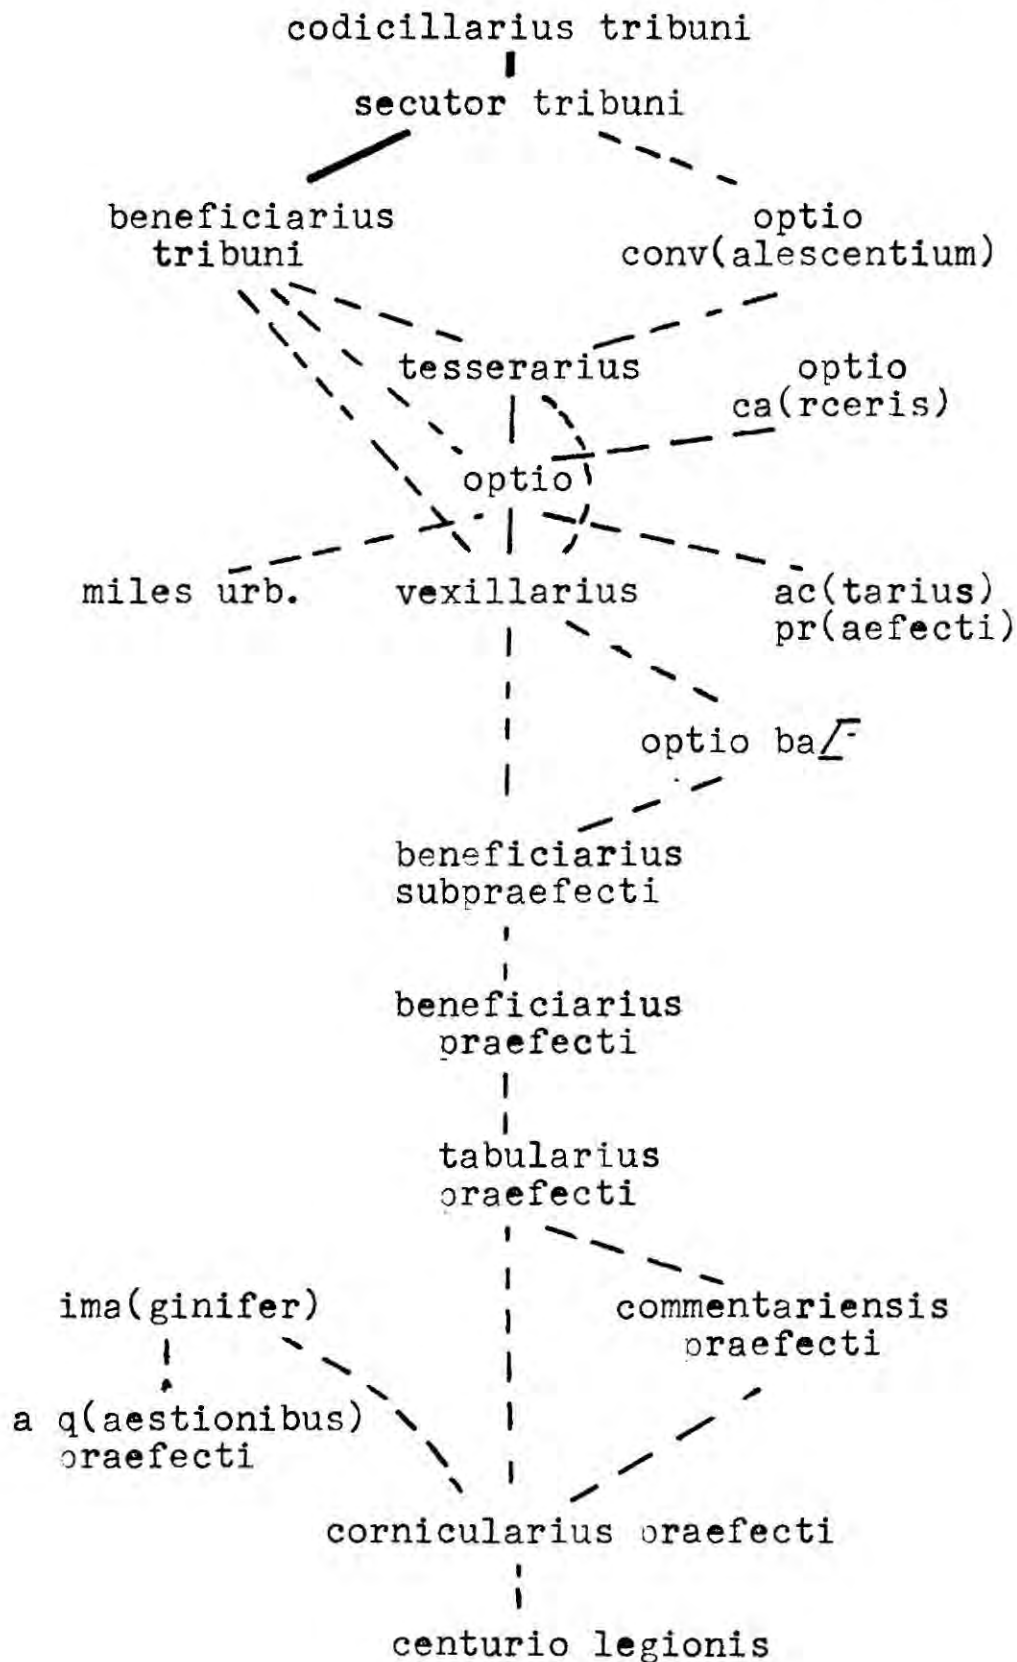 codicillarius tribuni
secutor tribuni
beneficiarius
tribuni
optio
conv(alescentium)
tesserarius
optio
ca(rceris)
optio
miles urb.
vexillarius
ac(tarius)
pr(aefecti)
optio ba
beneficiarius
subpraefecti
beneficiarius
praefecti
tabularius
praefecti
ima(ginifer)
commentariensis
praefecti
a q(aestionibus)
praefecti
cornicularius praefecti
centurio legionis